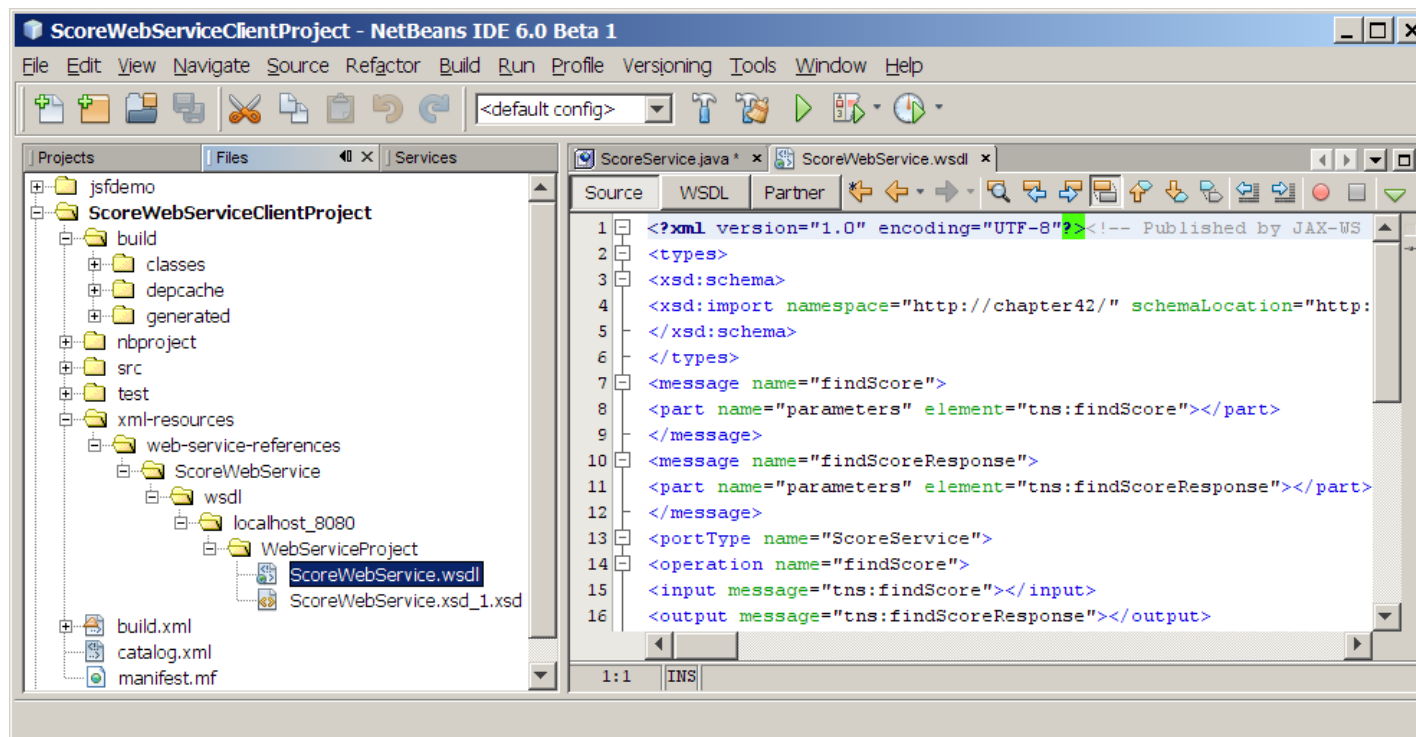 ScoreWebServiceClientProject - NetBeans IDE 6.0 Beta 1
File Edit View Navigate Source Refactor Build Run Profile Versioning Tools Window Help
<default config>
Projects Files Services
jsfdemo
ScoreWebServiceClientProject
build
classes
depcache
generated
nbproject
src
test
xml-resources
web-service-references
ScoreWebService
wsdl
localhost_8080
WebServiceProject
ScoreWebService.wsdl
ScoreWebService.xsd_1.xsd
build.xml
catalog.xml
manifest.mf
ScoreService.java * ScoreWebService.wsdl
Source WSDL Partner
1 <?xml version="1.0" encoding="UTF-8"?><!-- Published by JAX-WS
2 <types>
3 <xsd:schema>
4 <xsd:import namespace="http://chapter42/" schemaLocation="http:
5 </xsd:schema>
6 </types>
7 <message name="findScore">
8 <part name="parameters" element="tns:findScore"></part>
9 </message>
10 <message name="findScoreResponse">
11 <part name="parameters" element="tns:findScoreResponse"></part>
12 </message>
13 <portType name="ScoreService">
14 <operation name="findScore">
15 <input message="tns:findScore"></input>
16 <output message="tns:findScoreResponse"></output>
1:1 INS